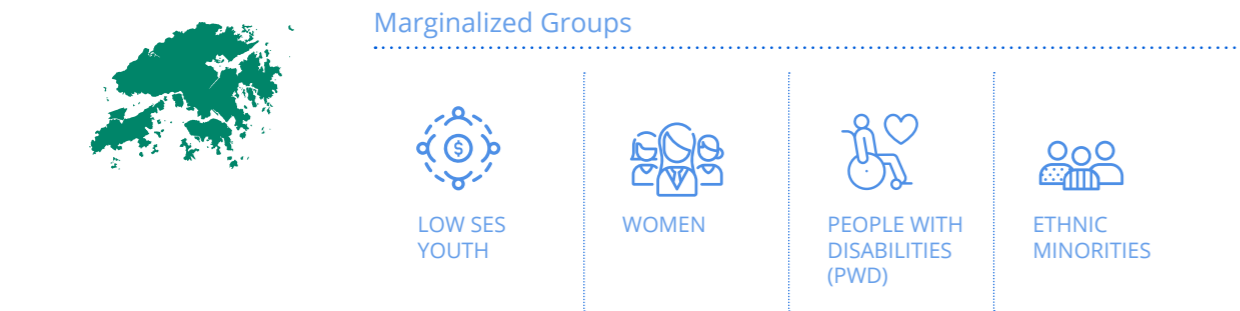 Marginalized Groups
$
LOW SES
YOUTH
WOMEN
PEOPLE WITH
DISABILITIES
(PWD)
ETHNIC
MINORITIES